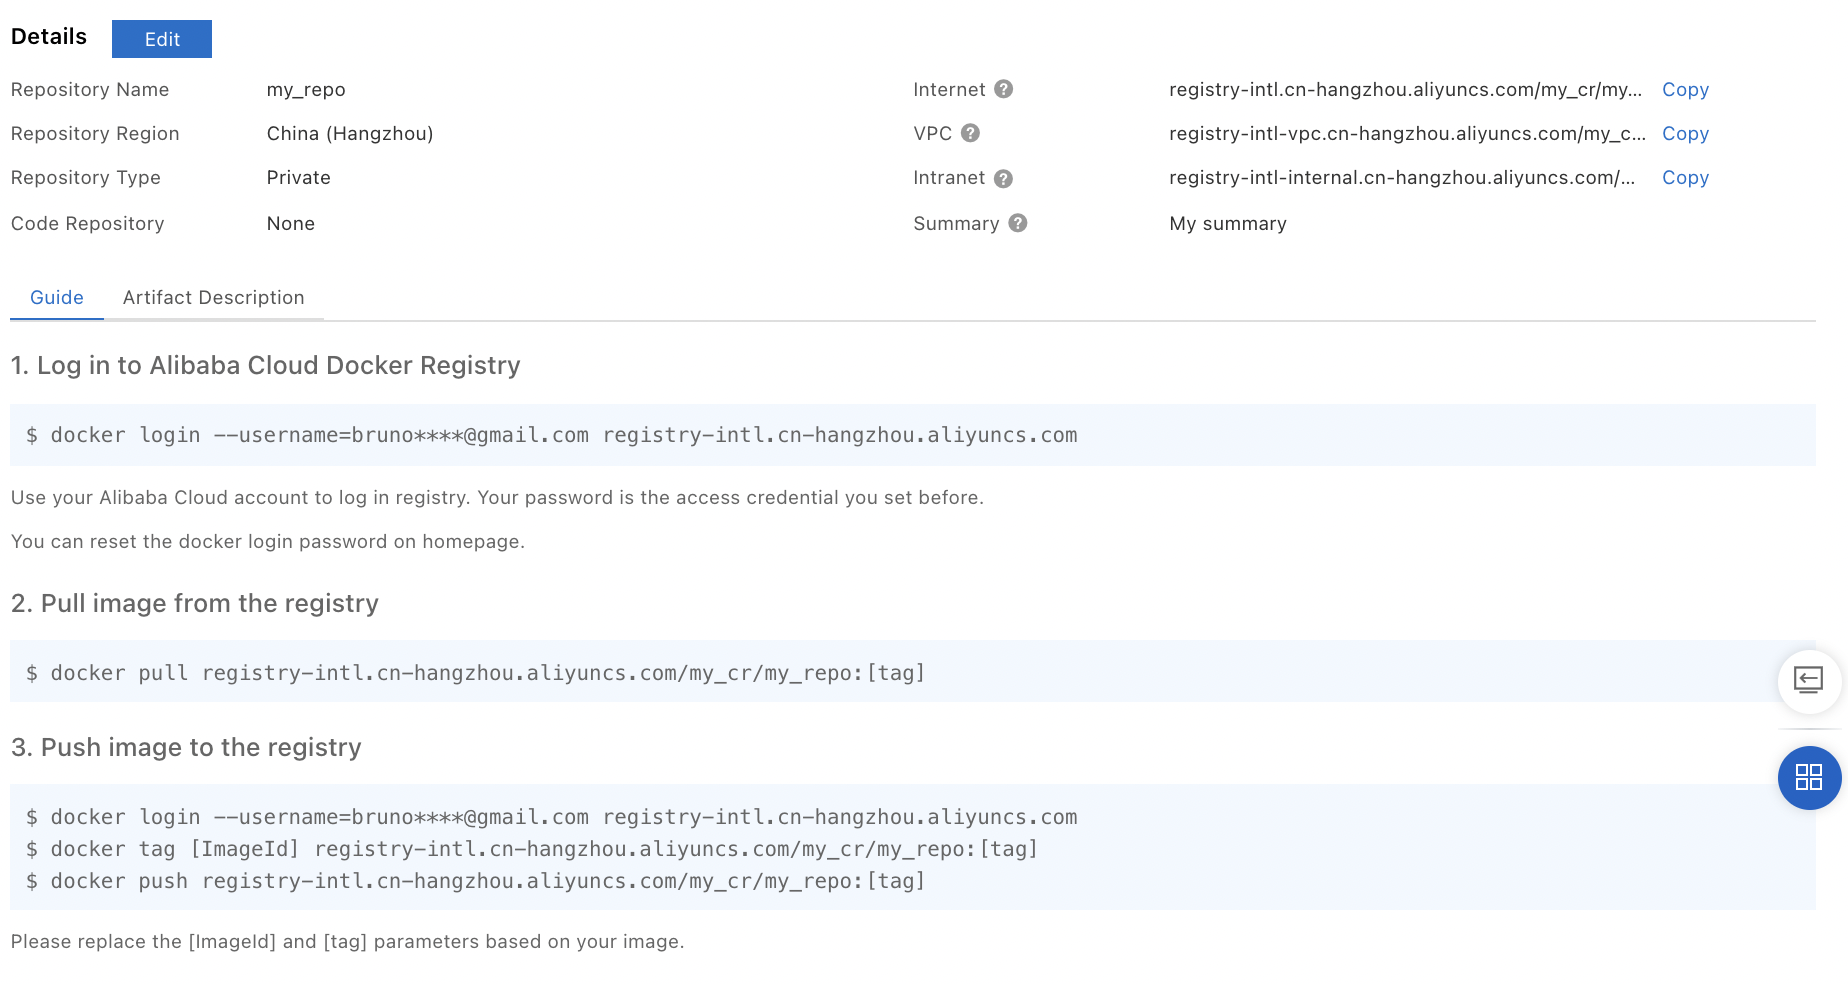 Details Edit
Repository Name my_repo Internet ? registry-intl.cn-hangzhou.aliyuncs.com/my_cr/my... Copy
Repository Region China (Hangzhou) VPC ? registry-intl-vpc.cn-hangzhou.aliyuncs.com/my_c... Copy
Repository Type Private Intranet ? registry-intl-internal.cn-hangzhou.aliyuncs.com/... Copy
Code Repository None Summary ? My summary
Guide Artifact Description
1. Log in to Alibaba Cloud Docker Registry
$ docker login --username=bruno****@gmail.com registry-intl.cn-hangzhou.aliyuncs.com
Use your Alibaba Cloud account to log in registry. Your password is the access credential you set before.
You can reset the docker login password on homepage.
2. Pull image from the registry
$ docker pull registry-intl.cn-hangzhou.aliyuncs.com/my_cr/my_repo:[tag]
3. Push image to the registry
$ docker login --username=bruno****@gmail.com registry-intl.cn-hangzhou.aliyuncs.com
$ docker tag [ImageId] registry-intl.cn-hangzhou.aliyuncs.com/my_cr/my_repo:[tag]
$ docker push registry-intl.cn-hangzhou.aliyuncs.com/my_cr/my_repo:[tag]
Please replace the [ImageId] and [tag] parameters based on your image.